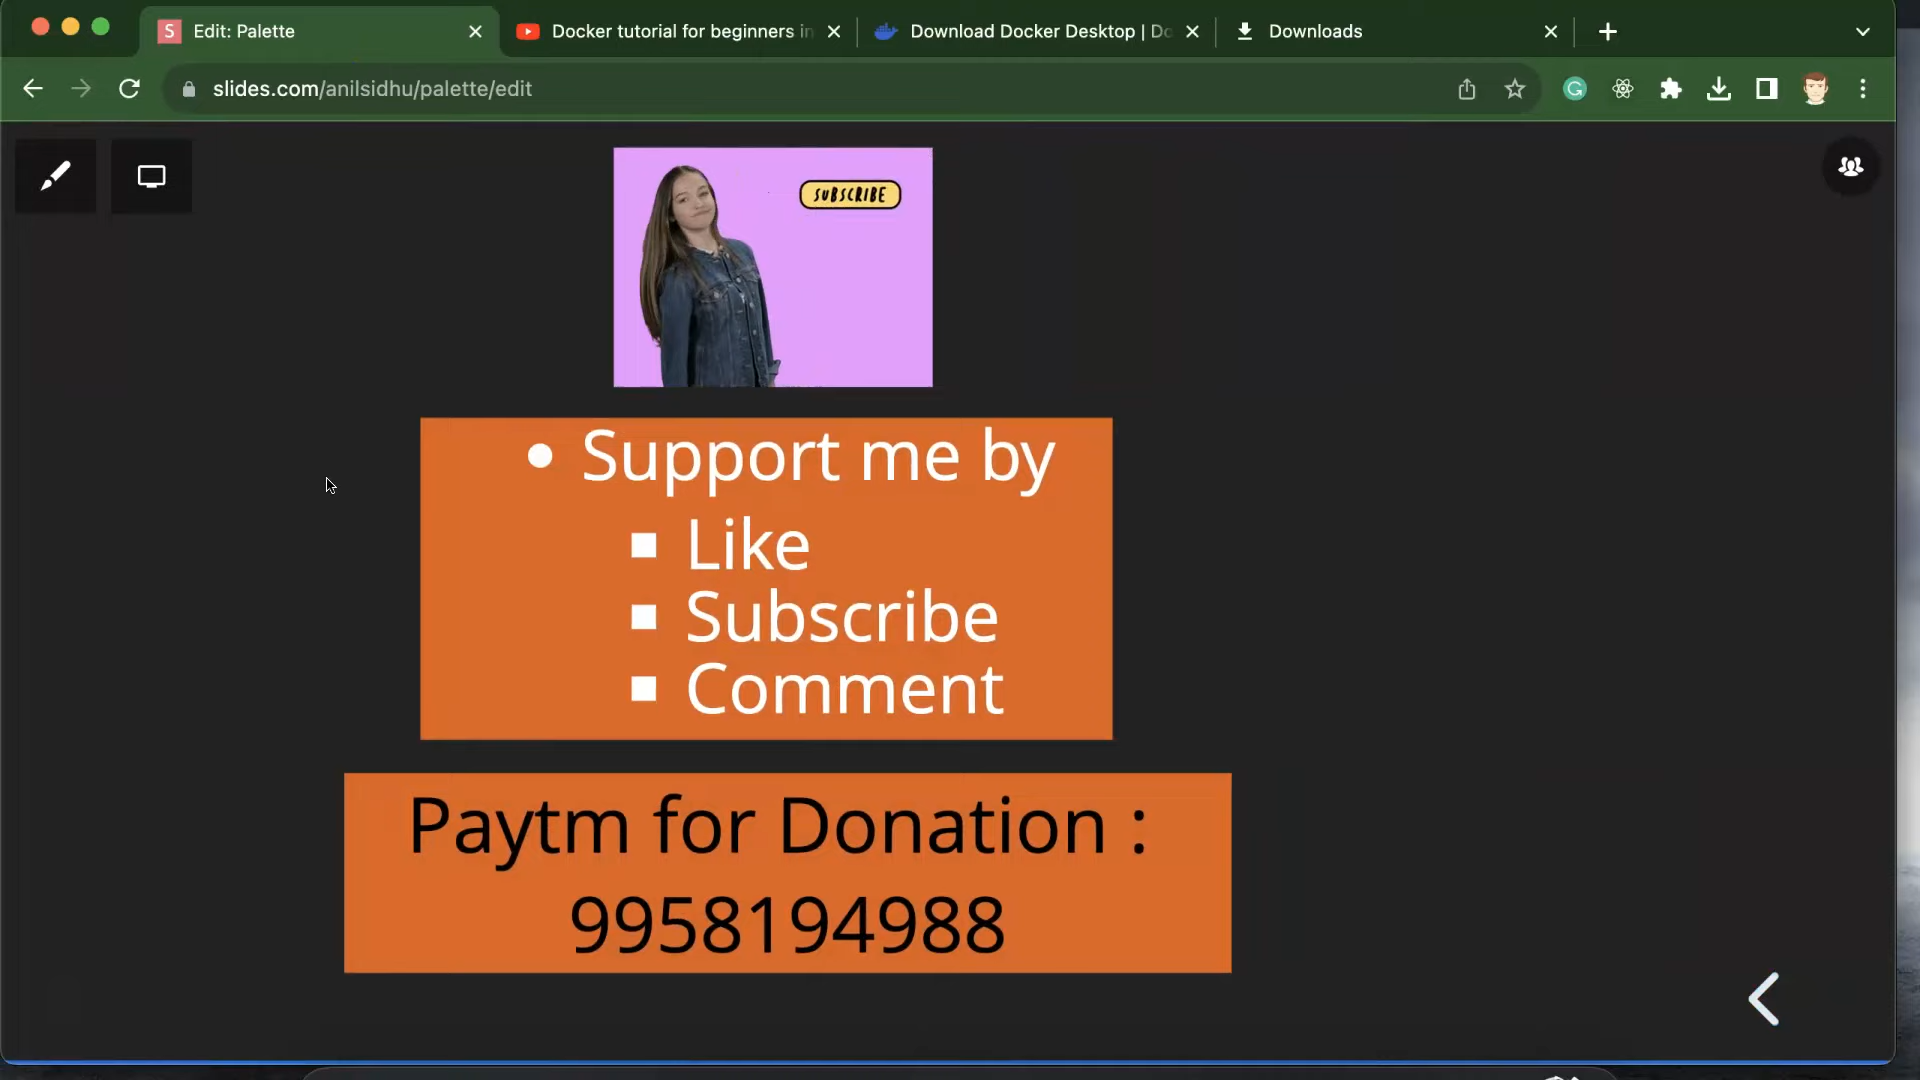 Edit: Palette
Docker tutorial for beginners in
Download Docker Desktop | Do
Downloads
slides.com/anilsidhu/palette/edit
SUBSCRIBE
Support me by
Like
Subscribe
Comment
Paytm for Donation :
9958194988